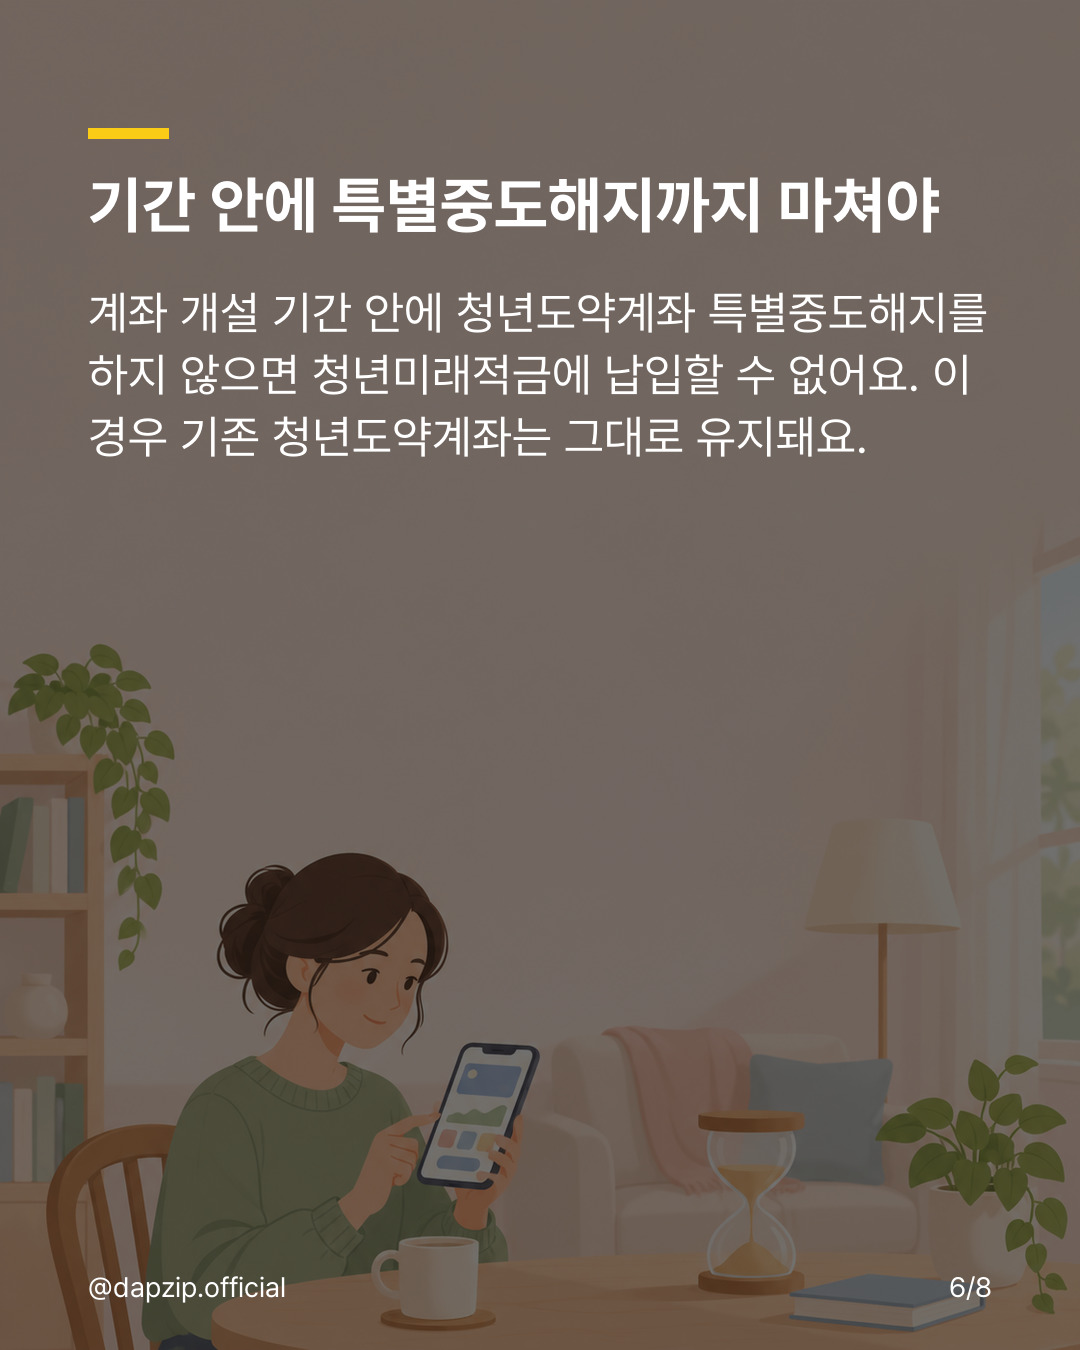 기간 안에 특별중도해지까지 마쳐야
계좌 개설 기간 안에 청년도약계좌 특별중도해지를
하지 않으면 청년미래적금에 납입할 수 없어요. 이
경우 기존 청년도약계좌는 그대로 유지돼요.
@dapzip.official
6/8